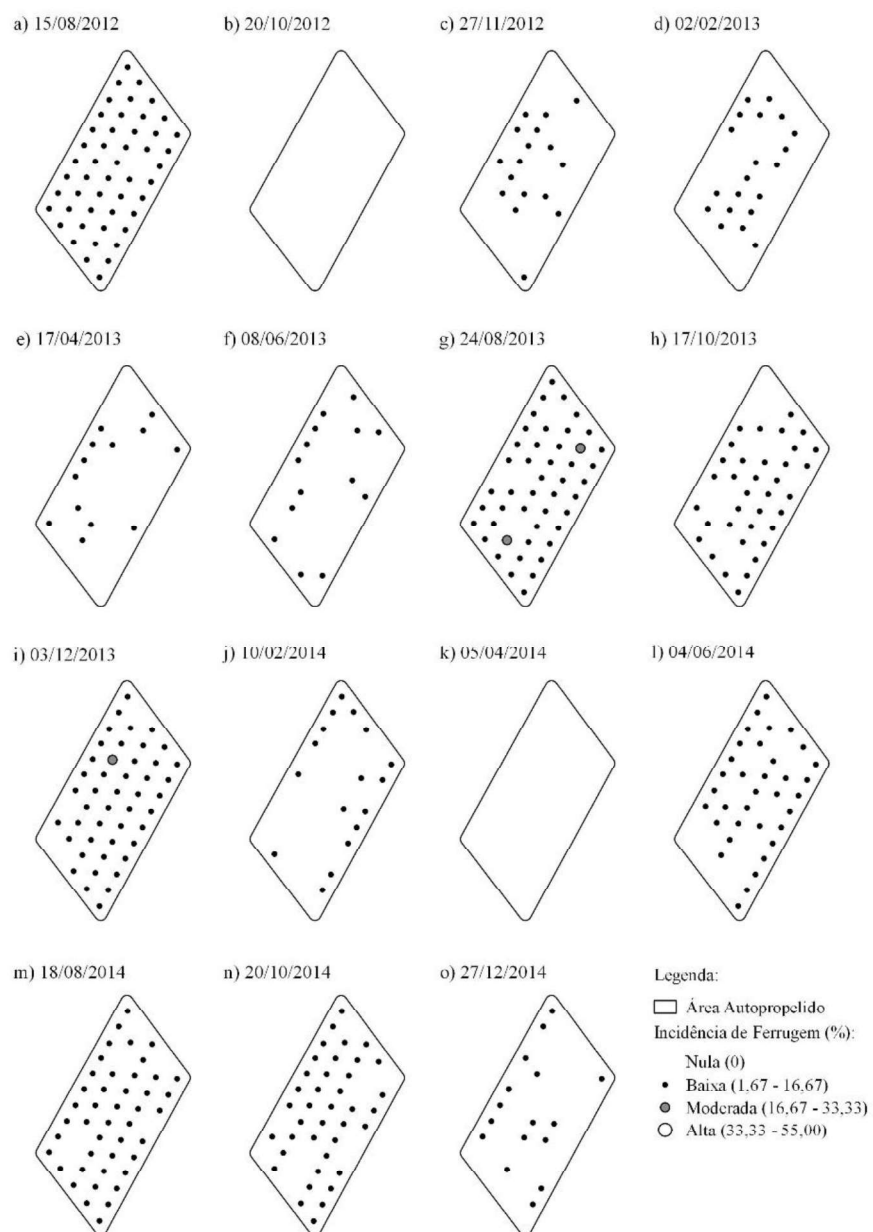 a) 15/08/2012
b) 20/10/2012
c) 27/11/2012
d) 02/02/2013
e) 17/04/2013
f) 08/06/2013
g) 24/08/2013
h) 17/10/2013
i) 03/12/2013
j) 10/02/2014
k) 05/04/2014
l) 04/06/2014
m) 18/08/2014
n) 20/10/2014
o) 27/12/2014
Legenda:
Área Autopropelido
Incidência de Ferrugem (%):
Nula (0)
Baixa (1,67 - 16,67)
Moderada (16,67 - 33,33)
Alta (33,33 - 55,00)